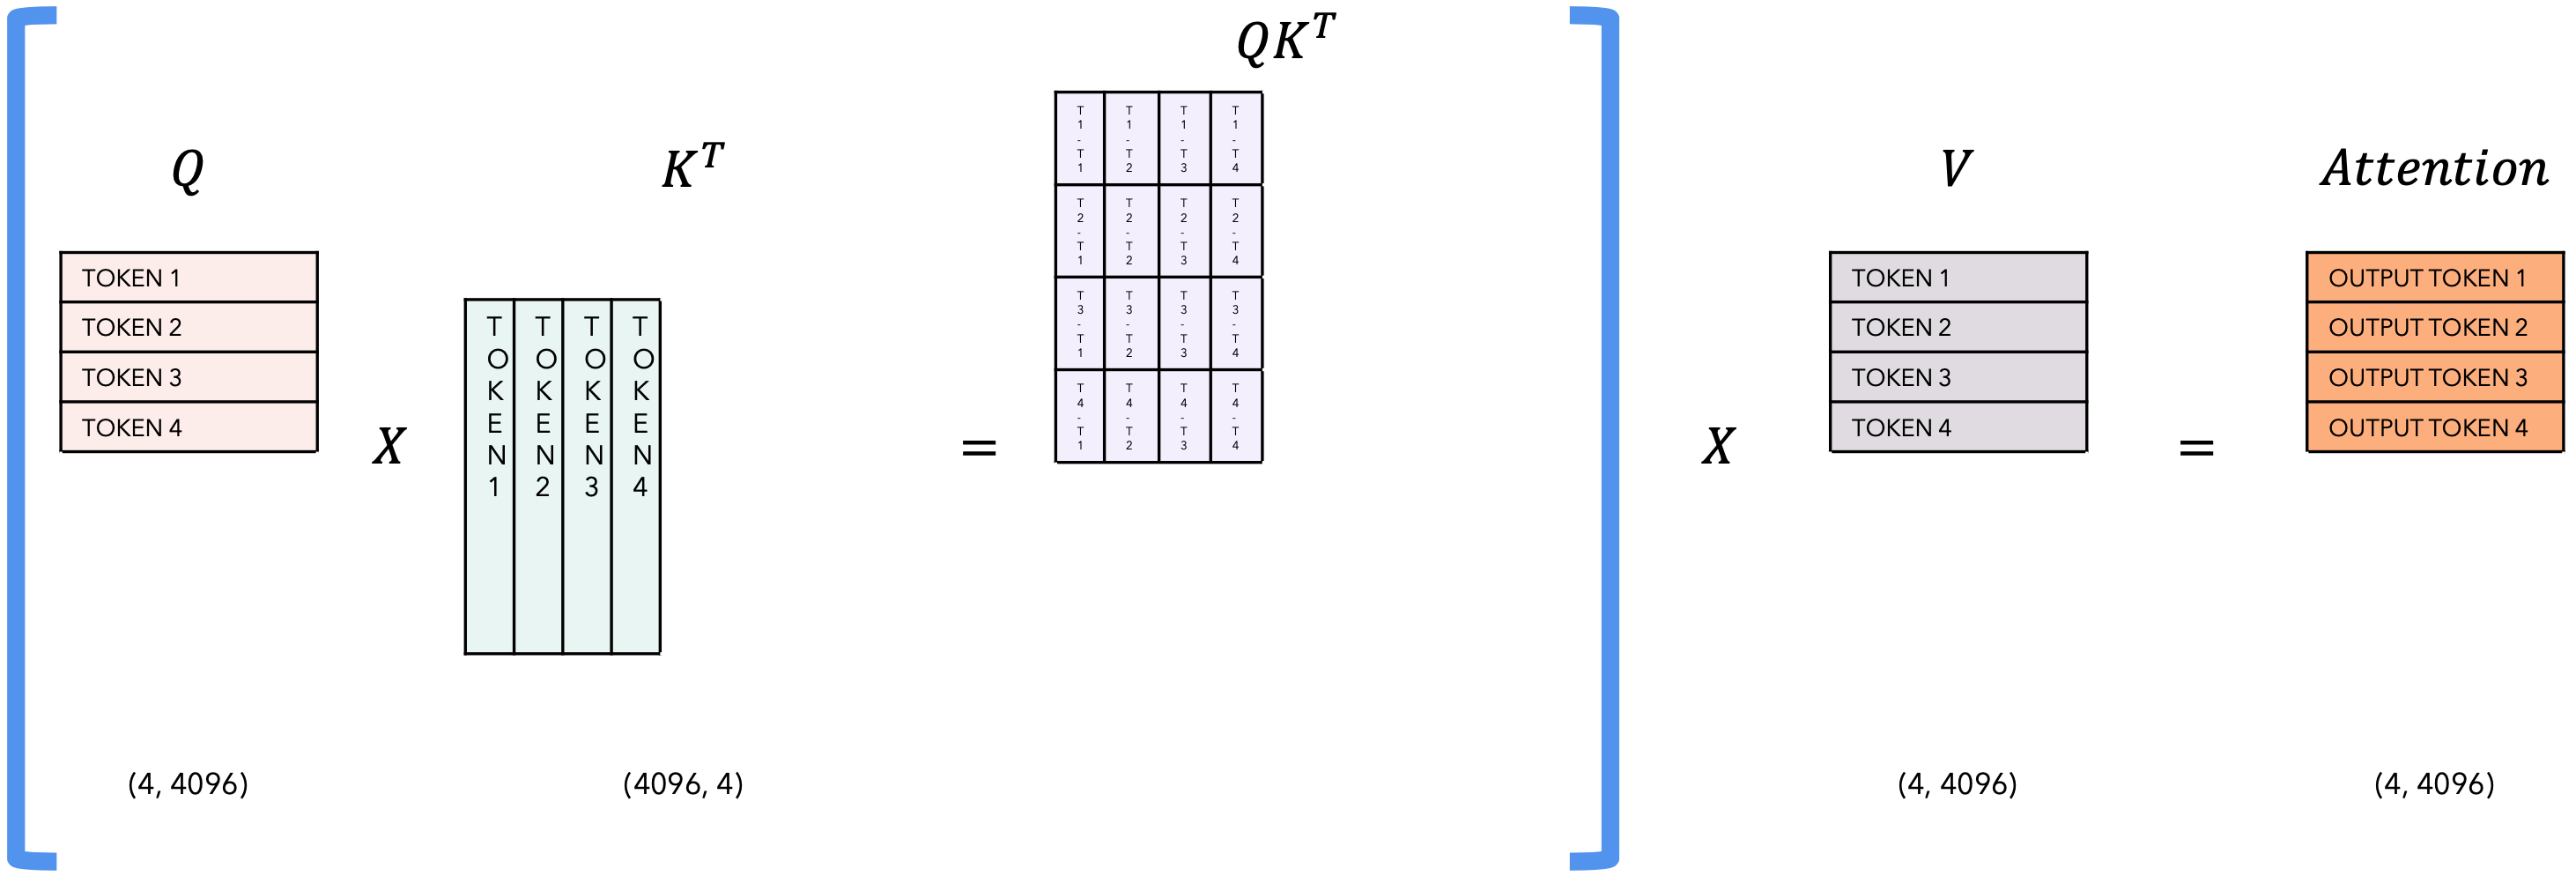 Q
K^T
QK^T
V
Attention
TOKEN 1
TOKEN 2
TOKEN 3
TOKEN 4
X
TOKEN 1
TOKEN 2
TOKEN 3
TOKEN 4
=
T1-T1 T1-T2 T1-T3 T1-T4
T2-T1 T2-T2 T2-T3 T2-T4
T3-T1 T3-T2 T3-T3 T3-T4
T4-T1 T4-T2 T4-T3 T4-T4
X
TOKEN 1
TOKEN 2
TOKEN 3
TOKEN 4
=
OUTPUT TOKEN 1
OUTPUT TOKEN 2
OUTPUT TOKEN 3
OUTPUT TOKEN 4
(4, 4096)
(4096, 4)
(4, 4096)
(4, 4096)